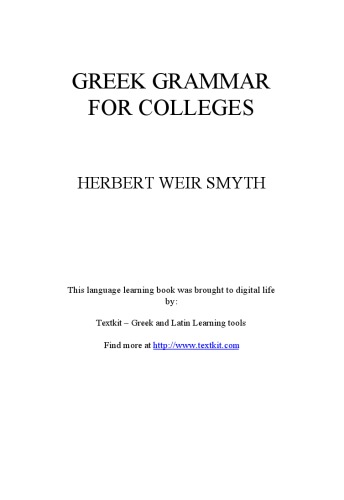 GREEK GRAMMAR
FOR COLLEGES
HERBERT WEIR SMYTH
This language learning book was brought to digital life
by:
Textkit – Greek and Latin Learning tools
Find more at http://www.textkit.com